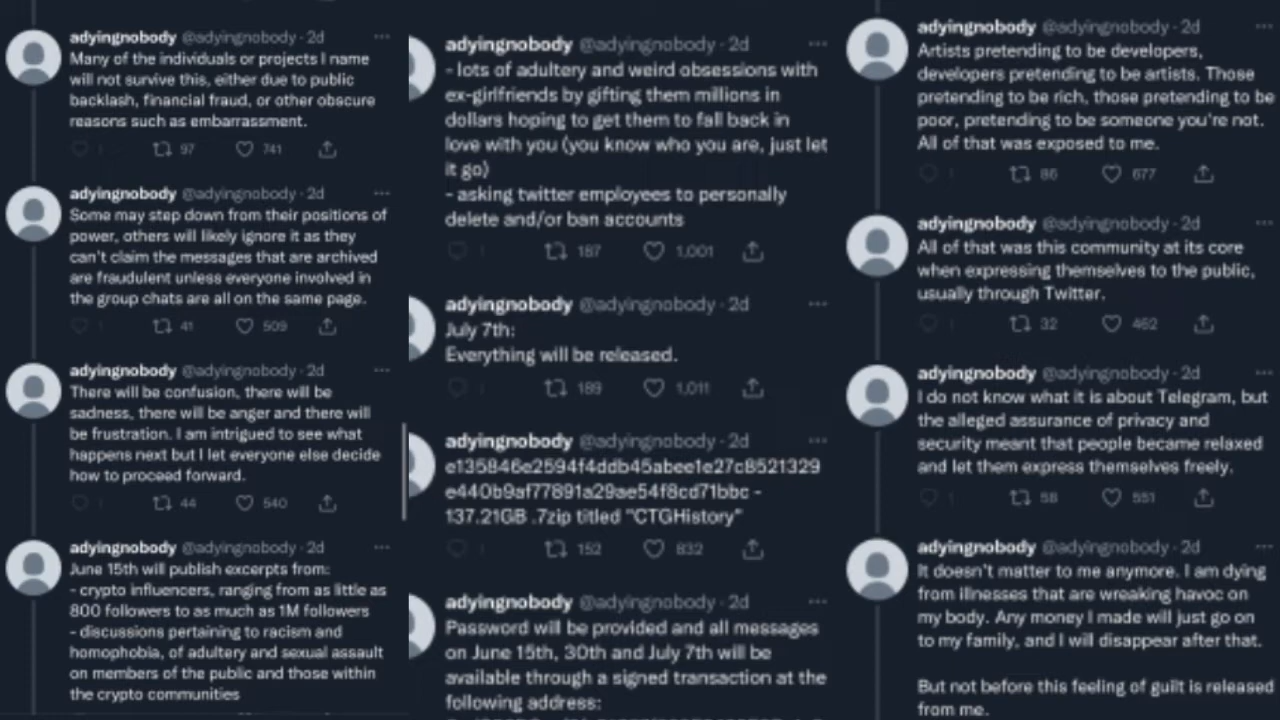 adyingnobody @adyingnobody · 2d
Many of the individuals or projects I name
will not survive this, either due to public
backlash, financial fraud, or other obscure
reasons such as embarrassment.
1 97 741
adyingnobody @adyingnobody · 2d
Some may step down from their positions of
power, others will likely ignore it as they
can't claim the messages that are archived
are fraudulent unless everyone involved in
the group chats are all on the same page.
1 41 509
adyingnobody @adyingnobody · 2d
There will be confusion, there will be
sadness, there will be anger and there will
be frustration. I am intrigued to see what
happens next but I let everyone else decide
how to proceed forward.
1 44 540
adyingnobody @adyingnobody · 2d
June 15th will publish excerpts from:
- crypto influencers, ranging from as little as
800 followers to as much as 1M followers
- discussions pertaining to racism and
homophobia, of adultery and sexual assault
on members of the public and those within
the crypto communities
adyingnobody @adyingnobody · 2d
- lots of adultery and weird obsessions with
ex-girlfriends by gifting them millions in
dollars hoping to get them to fall back in
love with you (you know who you are, just let
it go)
- asking twitter employees to personally
delete and/or ban accounts
1 187 1,001
adyingnobody @adyingnobody · 2d
July 7th:
Everything will be released.
1 189 1,011
adyingnobody @adyingnobody · 2d
e135846e2594f4ddb45abee1e27c8521329
e440b9af77891a29ae54f8cd71bbc -
137.21GB .7zip titled "CTGHistory"
1 152 832
adyingnobody @adyingnobody · 2d
Password will be provided and all messages
on June 15th, 30th and July 7th will be
available through a signed transaction at the
following address:
adyingnobody @adyingnobody · 2d
Artists pretending to be developers,
developers pretending to be artists. Those
pretending to be rich, those pretending to be
poor, pretending to be someone you're not.
All of that was exposed to me.
1 86 677
adyingnobody @adyingnobody · 2d
All of that was this community at its core
when expressing themselves to the public,
usually through Twitter.
1 32 462
adyingnobody @adyingnobody · 2d
I do not know what it is about Telegram, but
the alleged assurance of privacy and
security meant that people became relaxed
and let them express themselves freely.
1 58 551
adyingnobody @adyingnobody · 2d
It doesn't matter to me anymore. I am dying
from illnesses that are wreaking havoc on
my body. Any money I made will just go on
to my family, and I will disappear after that.
But not before this feeling of guilt is released
from me.